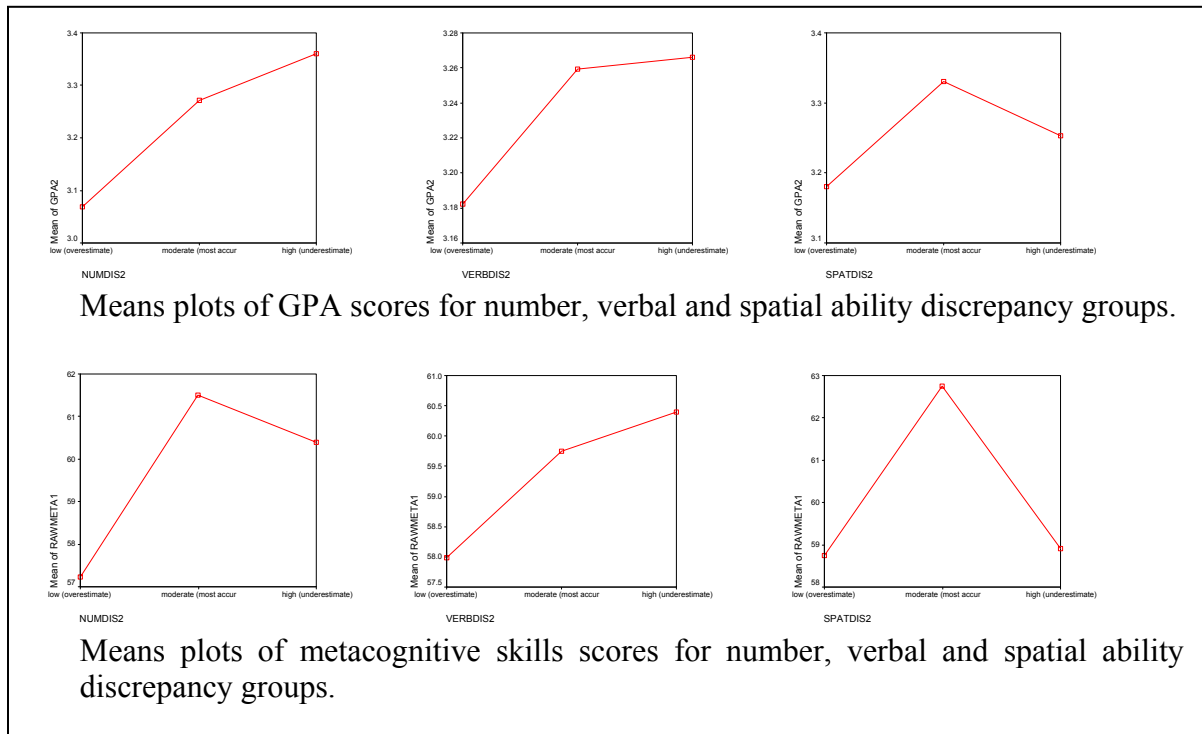 3.4
3.3
3.2
3.1
3.0
Mean of GPA2
low (overestimate) moderate (most accur high (underestimate)
NUMDIS2
3.28
3.26
3.24
3.22
3.20
3.18
3.16
Mean of GPA2
low (overestimate) moderate (most accur high (underestimate)
VERBDIS2
3.4
3.3
3.2
3.1
Mean of GPA2
low (overestimate) moderate (most accur high (underestimate)
SPATDIS2
Means plots of GPA scores for number, verbal and spatial ability discrepancy groups.
62
61
60
59
58
57
Mean of RAWMETA1
low (overestimate) moderate (most accur high (underestimate)
NUMDIS2
61.0
60.5
60.0
59.5
59.0
58.5
58.0
57.5
Mean of RAWMETA1
low (overestimate) moderate (most accur high (underestimate)
VERBDIS2
63
62
61
60
59
58
Mean of RAWMETA1
low (overestimate) moderate (most accur high (underestimate)
SPATDIS2
Means plots of metacognitive skills scores for number, verbal and spatial ability
discrepancy groups.